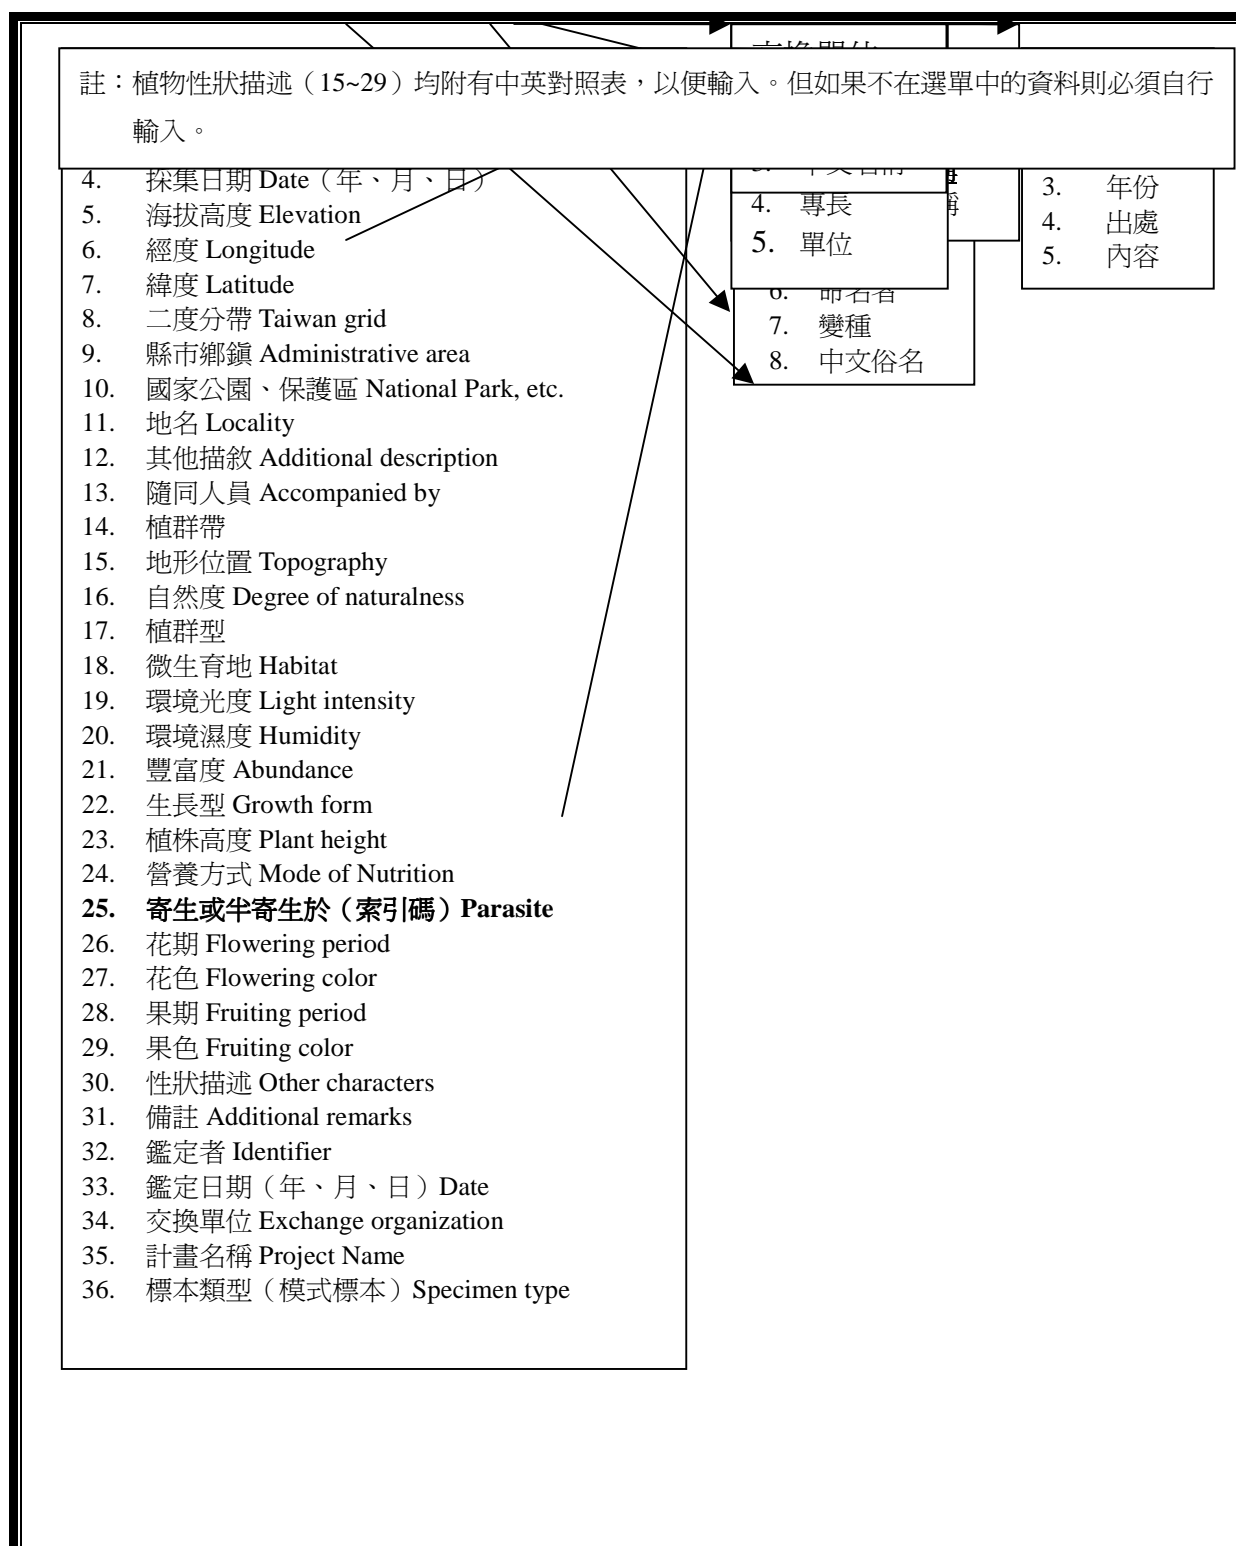 註：植物性狀描述（15~29）均附有中英對照表，以便輸入。但如果不在選單中的資料則必須自行
輸入。
4. 採集日期 Date（年、月、日）
5. 海拔高度 Elevation
6. 經度 Longitude
7. 緯度 Latitude
8. 二度分帶 Taiwan grid
9. 縣市鄉鎮 Administrative area
10. 國家公園、保護區 National Park, etc.
11. 地名 Locality
12. 其他描敘 Additional description
13. 隨同人員 Accompanied by
14. 植群帶
15. 地形位置 Topography
16. 自然度 Degree of naturalness
17. 植群型
18. 微生育地 Habitat
19. 環境光度 Light intensity
20. 環境濕度 Humidity
21. 豐富度 Abundance
22. 生長型 Growth form
23. 植株高度 Plant height
24. 營養方式 Mode of Nutrition
25. 寄生或半寄生於（索引碼）Parasite
26. 花期 Flowering period
27. 花色 Flowering color
28. 果期 Fruiting period
29. 果色 Fruiting color
30. 性狀描述 Other characters
31. 備註 Additional remarks
32. 鑑定者 Identifier
33. 鑑定日期（年、月、日）Date
34. 交換單位 Exchange organization
35. 計畫名稱 Project Name
36. 標本類型（模式標本）Specimen type
4. 專長
5. 單位
6. 命名者
7. 變種
8. 中文俗名
3. 年份
4. 出處
5. 內容